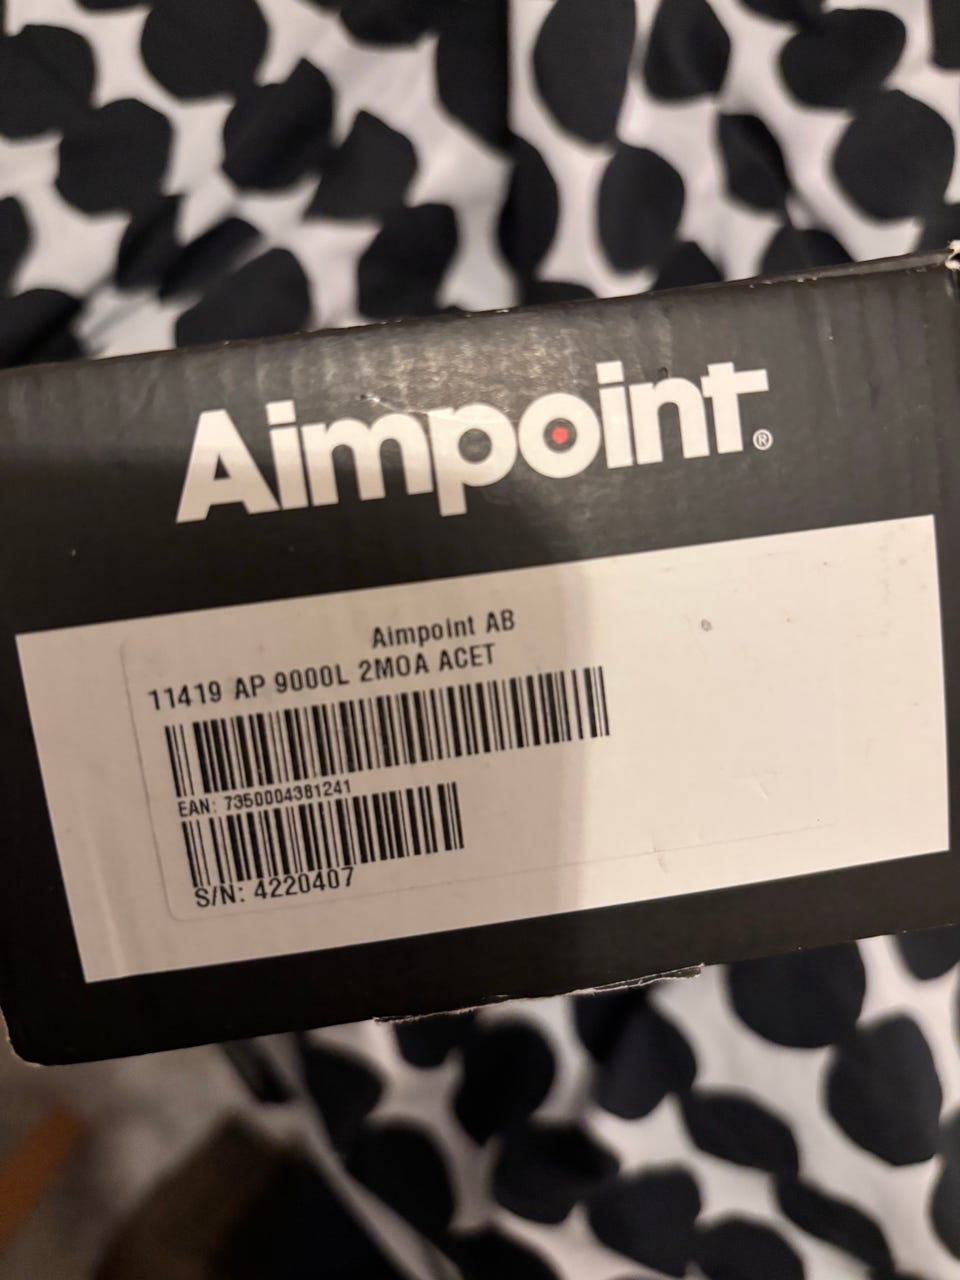 Aimpoint®
Aimpoint AB
11419 AP 9000L 2MOA ACET
EAN: 7350004381241
S/N: 4220407